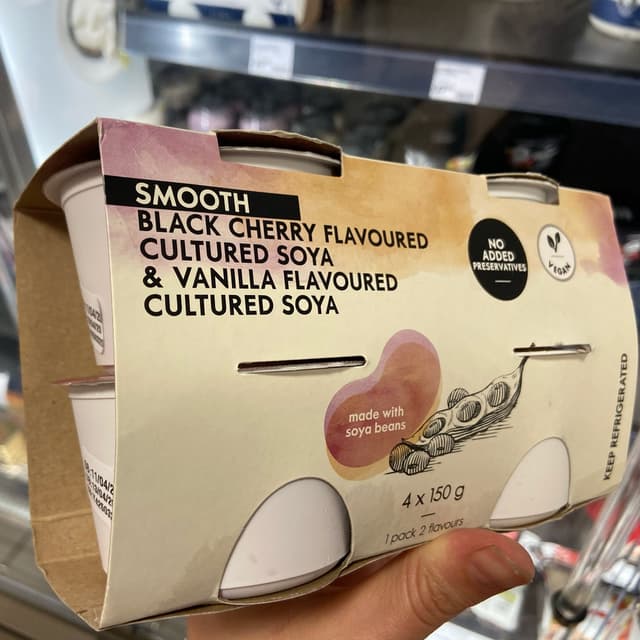 SMOOTH
BLACK CHERRY FLAVOURED
CULTURED SOYA
& VANILLA FLAVOURED
CULTURED SOYA
NO
ADDED
PRESERVATIVES
VEGAN
made with
soya beans
4 x 150 g
1 pack 2 flavours
KEEP REFRIGERATED